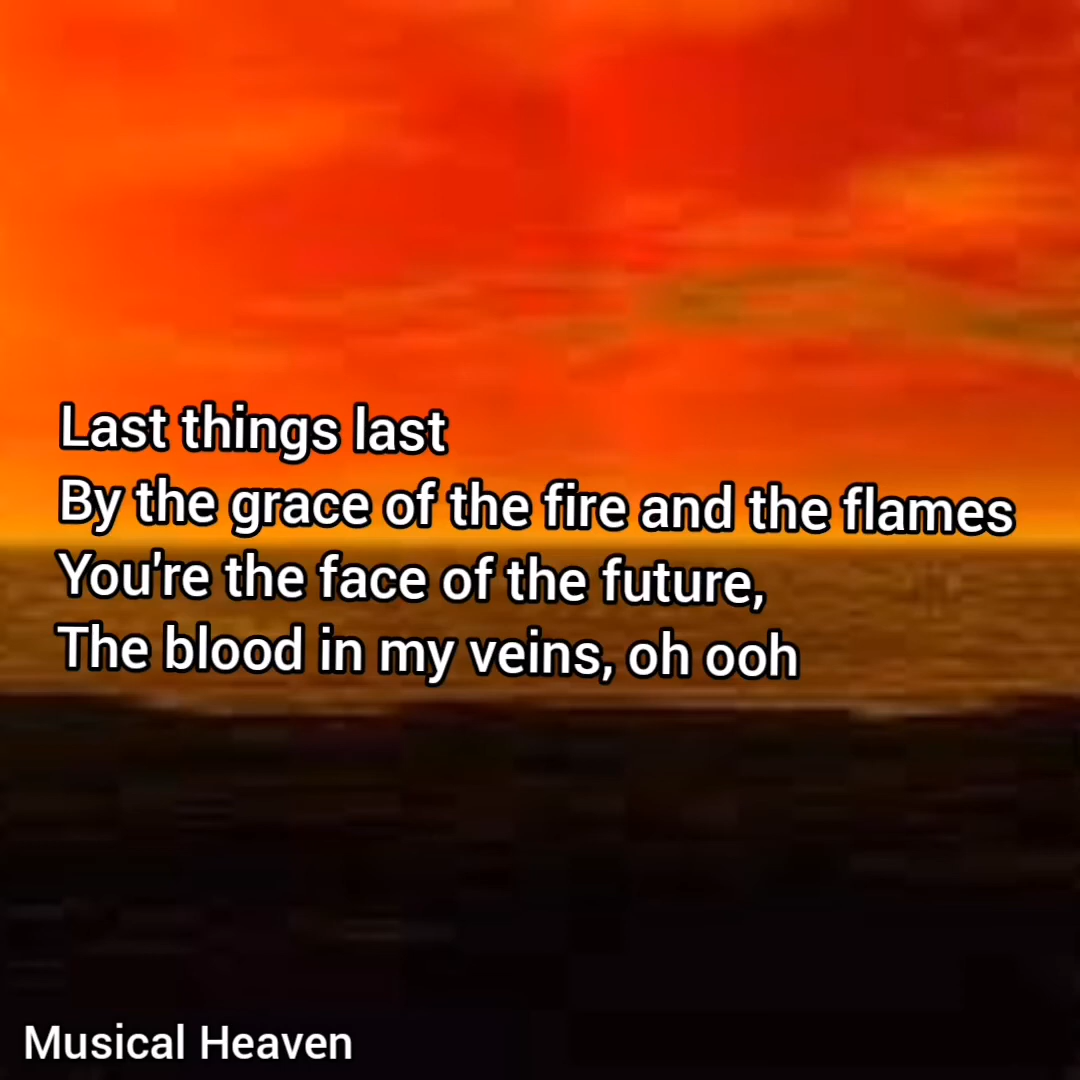 Last things last
By the grace of the fire and the flames
You're the face of the future,
The blood in my veins, oh ooh
Musical Heaven